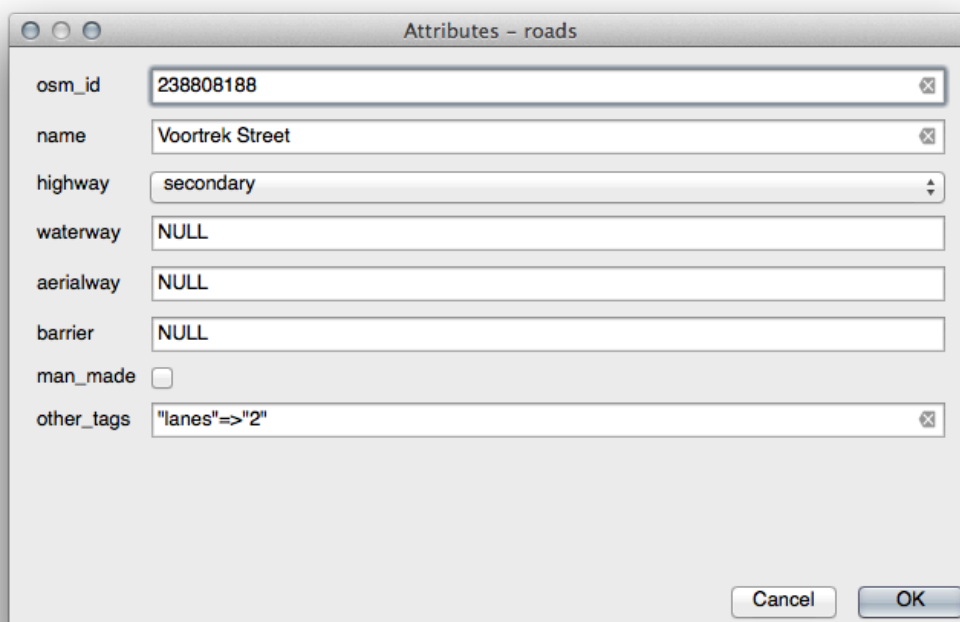 Attributes – roads
osm_id 238808188
name Voortrek Street
highway secondary
waterway NULL
aerialway NULL
barrier NULL
man_made
other_tags "lanes"=>"2"
Cancel OK